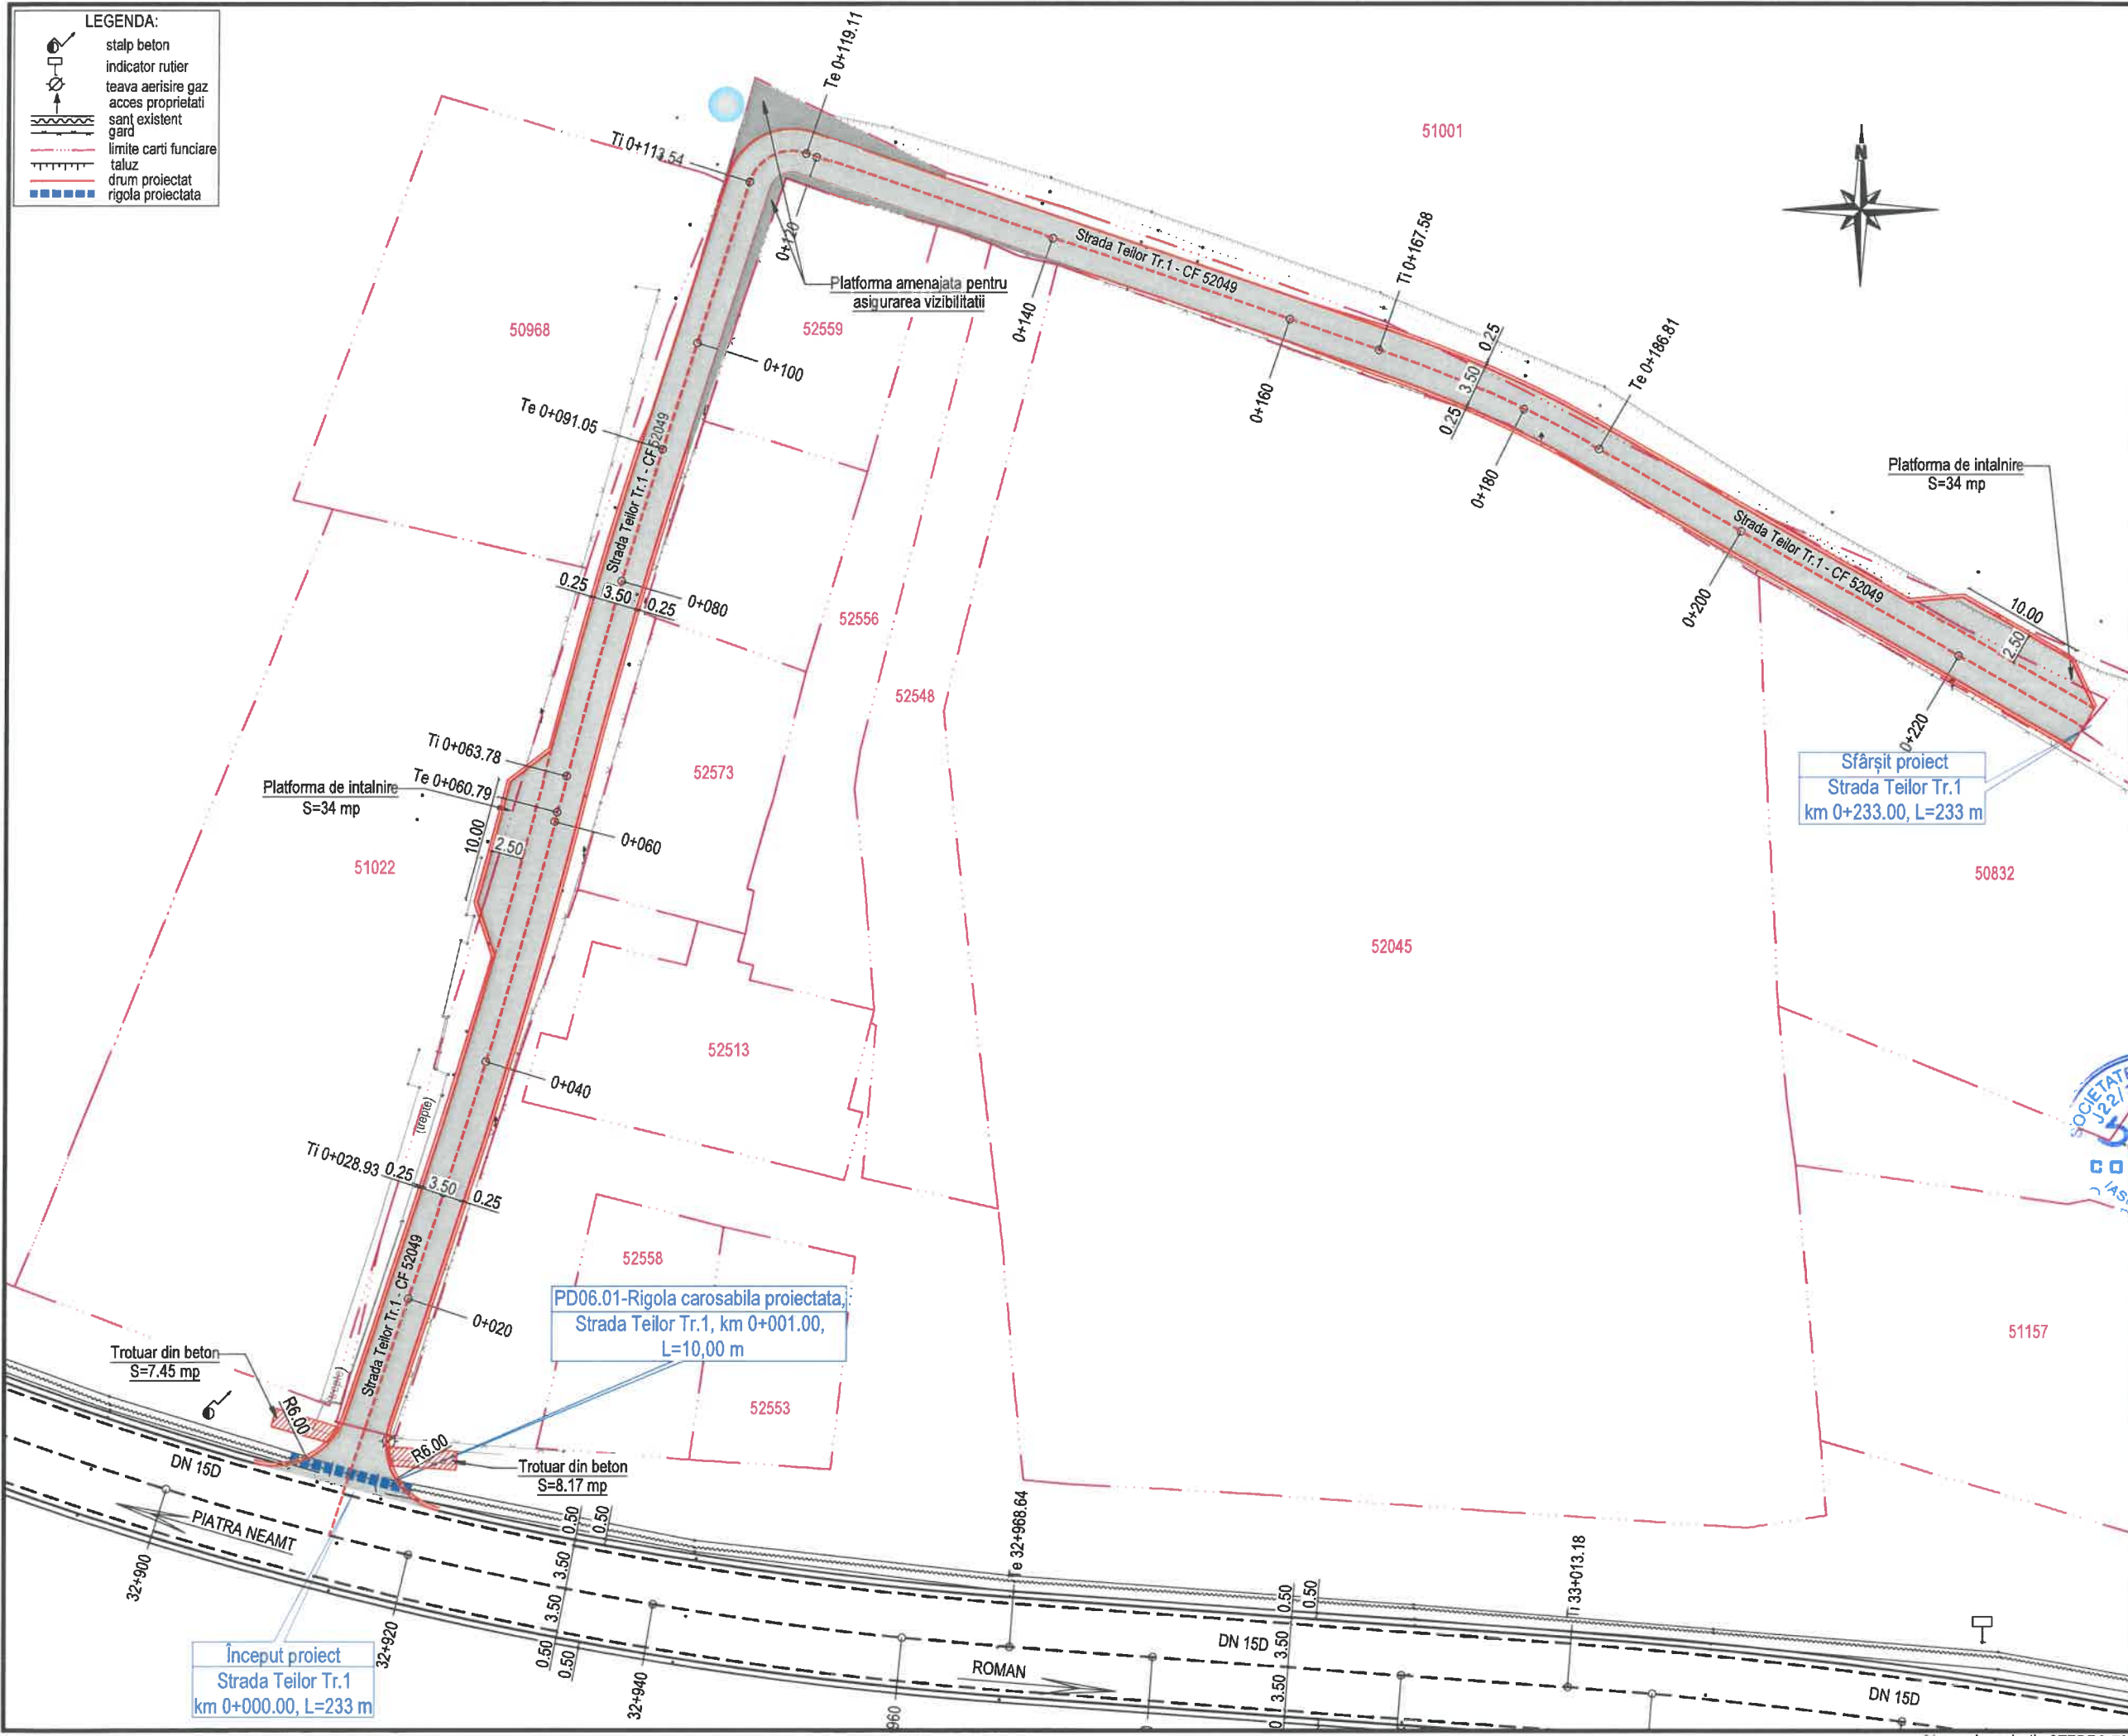 LEGENDA:
stalp beton
indicator rutier
teava aerisire gaz
acces proprietati
sant existent
gard
limite carti funciare
taluz
drum proiectat
rigola proiectata
Te 0+119.11
Ti 0+113.54
51001
N
0+120
Platforma amenajata pentru
asigurarea vizibilitatii
Strada Teilor Tr.1 - CF 52049
Ti 0+167.58
0+140
50968
52559
0+100
0.25
3.50
0.25
Te 0+186.81
0+160
Te 0+091.05
Strada Teilor Tr.1 - CF 52049
0+180
Platforma de intalnire
S=34 mp
Strada Teilor Tr.1 - CF 52049
0+200
10.00
2.50
0+220
0.25
3.50
0.25
0+080
52556
52548
Ti 0+063.78
Te 0+060.79
Platforma de intalnire
S=34 mp
10.00
2.50
0+060
52573
Sfârșit proiect
Strada Teilor Tr.1
km 0+233.00, L=233 m
51022
50832
52045
52513
0+040
(trepte)
SOCIETATE
J22/
CO
IAS
Ti 0+028.93
0.25
3.50
0.25
Strada Teilor Tr.1 - CF 52049
0+020
52558
PD06.01-Rigola carosabila proiectata,
Strada Teilor Tr.1, km 0+001.00,
L=10,00 m
51157
Trotuar din beton
S=7.45 mp
(trepte)
R6.00
52553
R6.00
Trotuar din beton
S=8.17 mp
DN 15D
PIATRA NEAMT
32+900
32+920
0.50
0.50
3.50
3.50
0.50
0.50
32+940
Te 32+968.64
960
0.50
0.50
3.50
3.50
Ti 33+013.18
DN 15D
ROMAN
DN 15D
Început proiect
Strada Teilor Tr.1
km 0+000.00, L=233 m